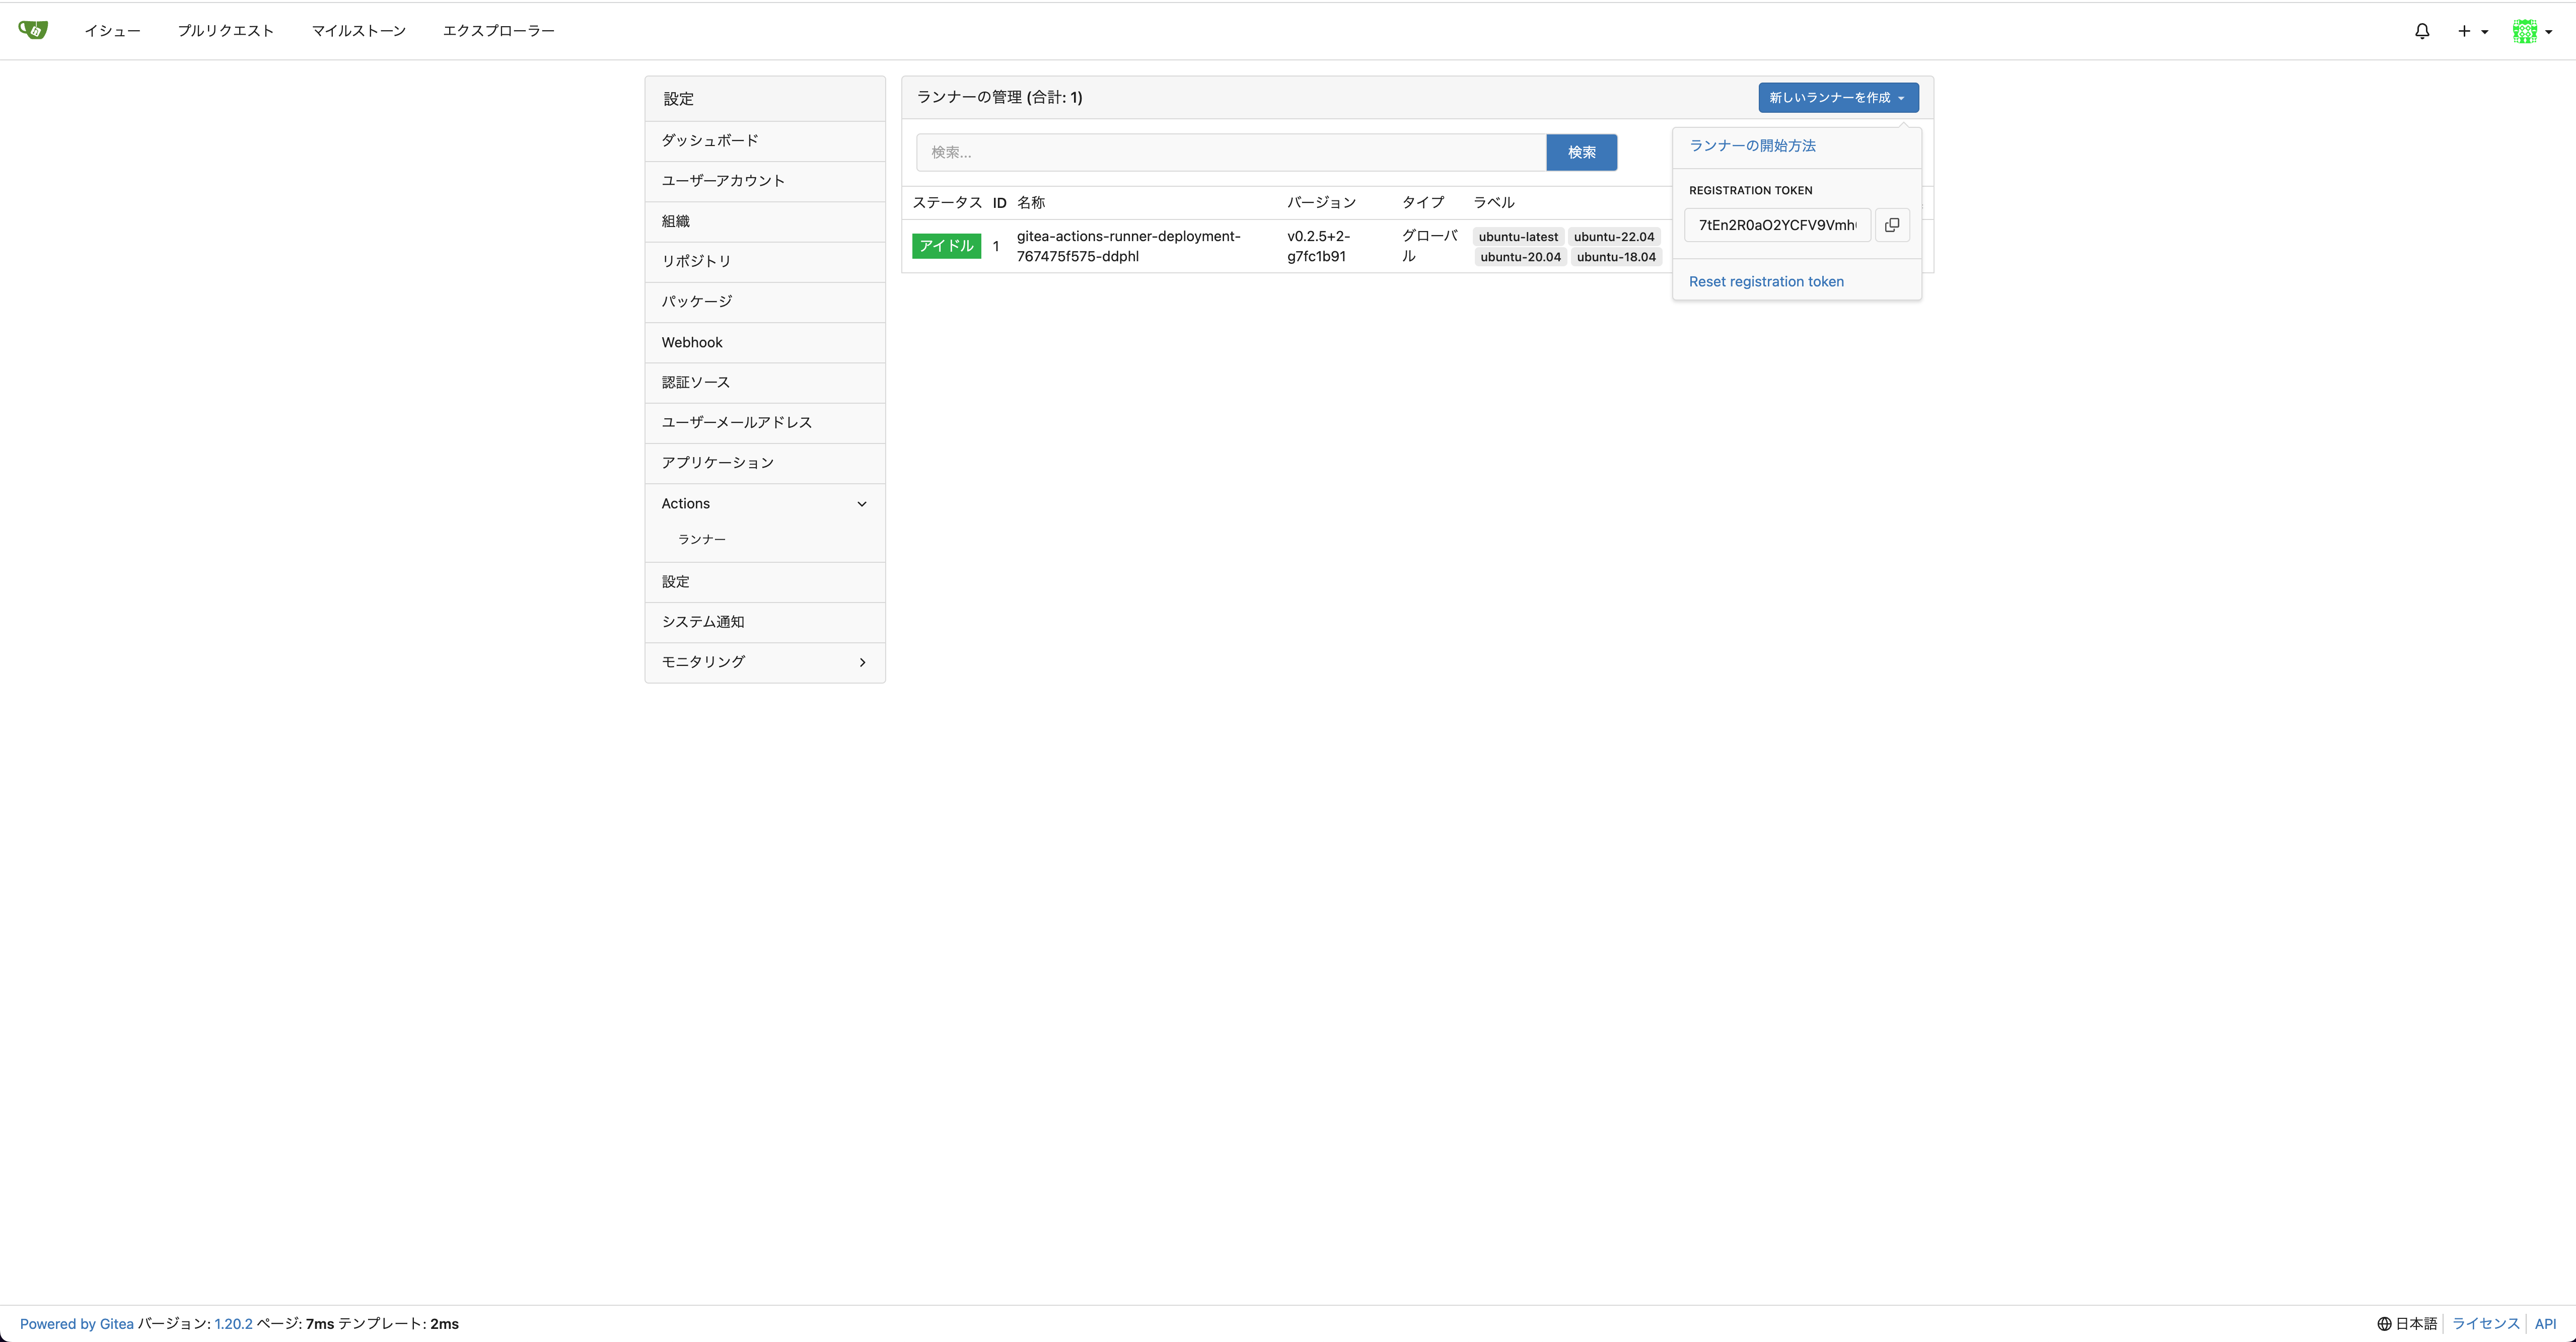 イシュー プルリクエスト マイルストーン エクスプローラー
設定
ダッシュボード
ユーザーアカウント
組織
リポジトリ
パッケージ
Webhook
認証ソース
ユーザーメールアドレス
アプリケーション
Actions
ランナー
設定
システム通知
モニタリング
ランナーの管理 (合計: 1)
新しいランナーを作成
検索...
検索
ランナーの開始方法
REGISTRATION TOKEN
7tEn2R0aO2YCFV9Vmh
Reset registration token
ステータス ID 名称 バージョン タイプ ラベル
アイドル 1 gitea-actions-runner-deployment-767475f575-ddphl v0.2.5+2-g7fc1b91 グローバル ubuntu-latest ubuntu-22.04 ubuntu-20.04 ubuntu-18.04
Powered by Gitea バージョン: 1.20.2 ページ: 7ms テンプレート: 2ms
日本語 ライセンス API